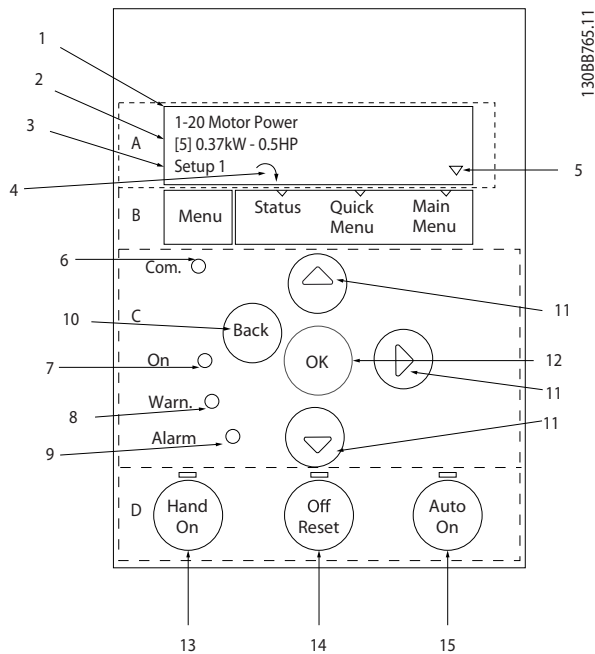 130BB765.11
1
2
3
A
1-20 Motor Power
[5] 0.37kW - 0.5HP
Setup 1
4
5
B
Menu
Status
Quick
Menu
Main
Menu
6
Com.
C
10
Back
11
7
On
OK
12
11
8
Warn.
11
9
Alarm
D
Hand
On
Off
Reset
Auto
On
13
14
15